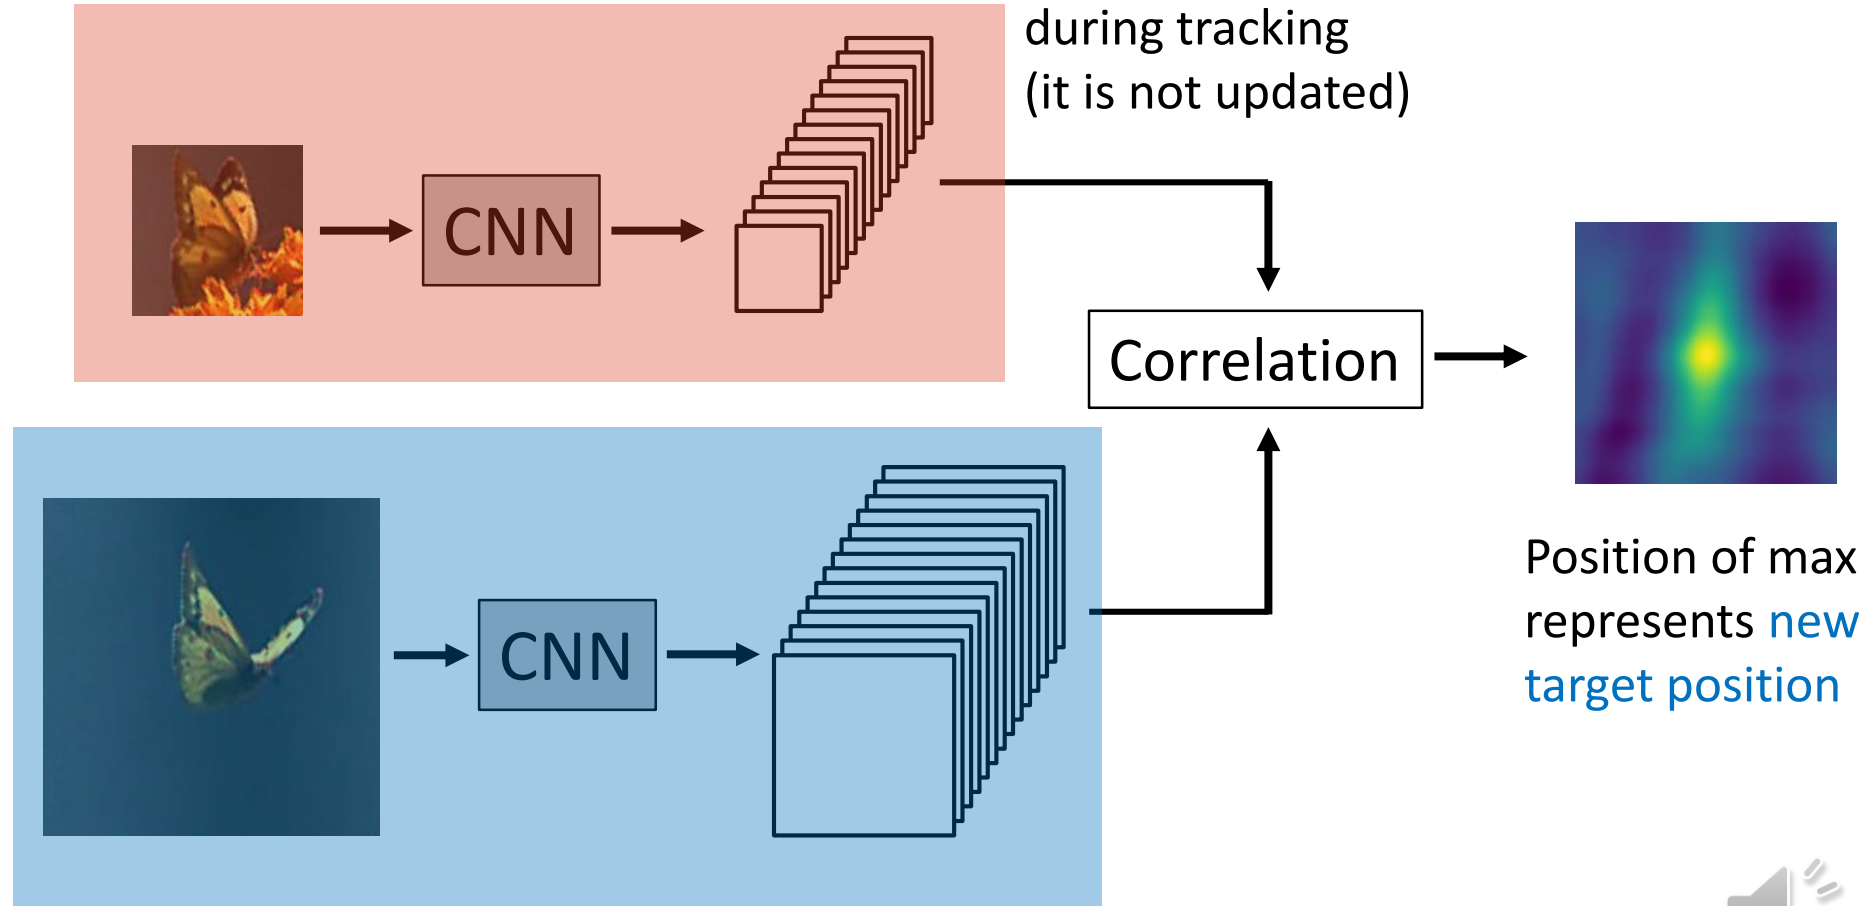 during tracking
(it is not updated)
CNN
Correlation
CNN
Position of max
represents new
target position